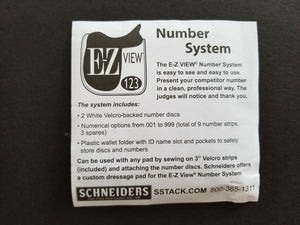 E-Z
VIEW®
123
Number
System
The E-Z VIEW® Number System
is easy to see and easy to use.
Present your competitor number
in a clean, professional way. The
judges will notice and thank you.
The system includes:
• 2 White Velcro-backed number discs
• Numerical options from 001 to 999 (total of 9 number strips,
3 spares)
• Plastic wallet folder with ID name slot and pockets to safely
store discs and numbers
Can be used with any pad by sewing on 3" Velcro strips
(included) and attaching the number discs. Schneiders offers
a custom dressage pad for the E-Z View® Number System
SCHNEIDERS SSTACK.COM 800-365-1311